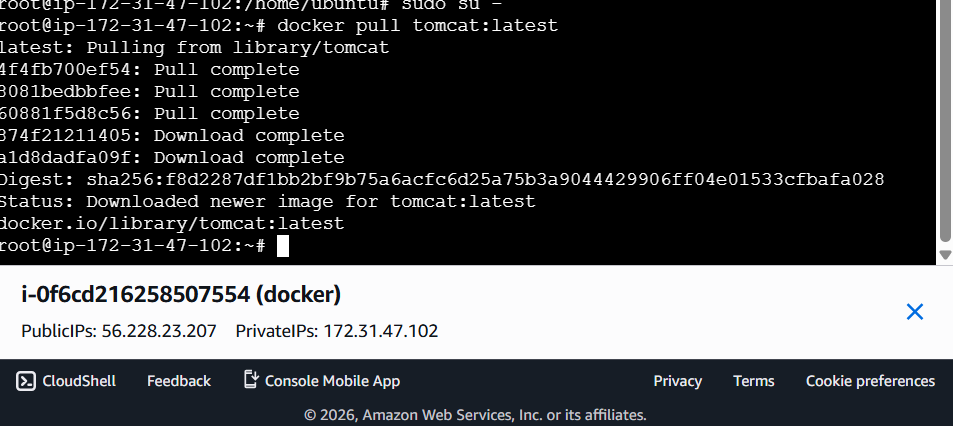 root@ip-172-31-47-102:/home/ubuntu# sudo su -
root@ip-172-31-47-102:~# docker pull tomcat:latest
latest: Pulling from library/tomcat
4f4fb700ef54: Pull complete
8081bedbbfee: Pull complete
60881f5d8c56: Pull complete
874f21211405: Download complete
a1d8dadfa09f: Download complete
Digest: sha256:f8d2287df1bb2bf9b75a6acfc6d25a75b3a9044429906ff04e01533cfbafa028
Status: Downloaded newer image for tomcat:latest
docker.io/library/tomcat:latest
root@ip-172-31-47-102:~#
i-0f6cd216258507554 (docker)
PublicIPs: 56.228.23.207 PrivateIPs: 172.31.47.102
CloudShell Feedback Console Mobile App Privacy Terms Cookie preferences
© 2026, Amazon Web Services, Inc. or its affiliates.